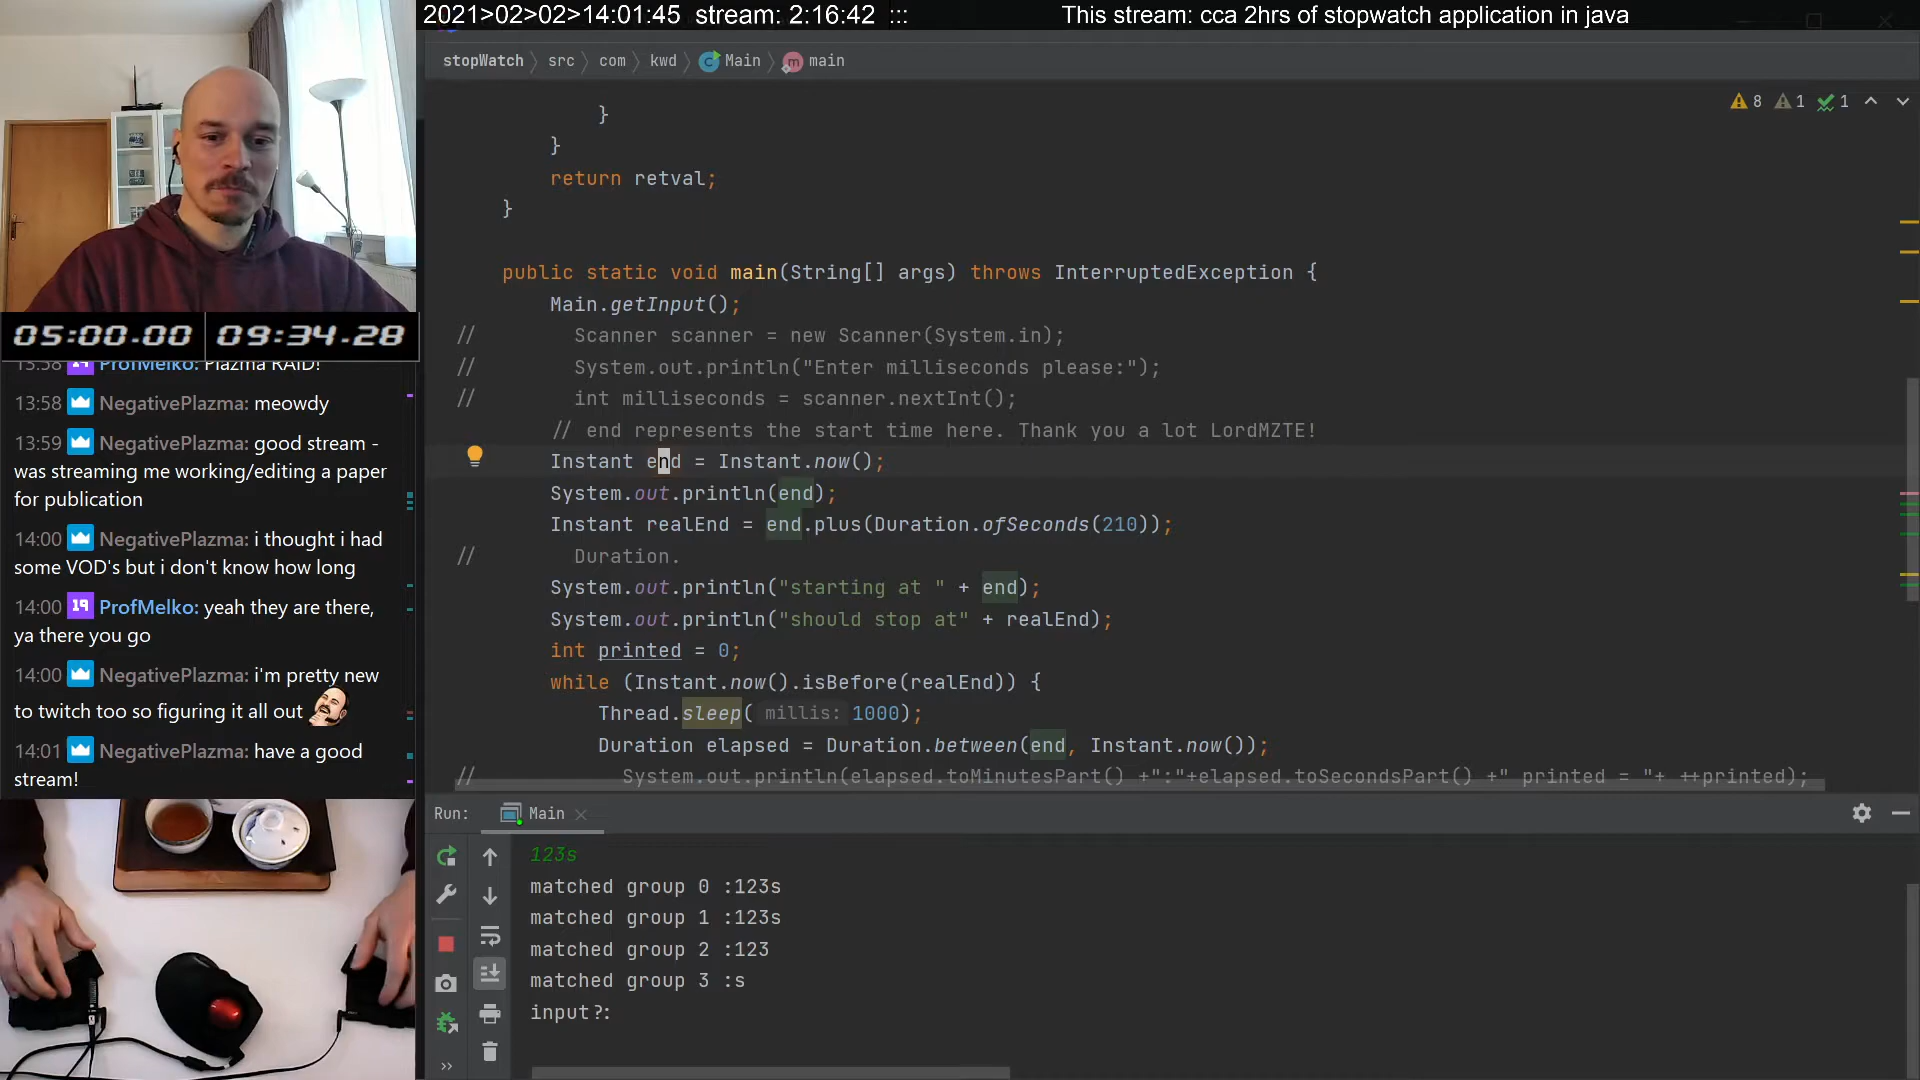 2021>02>02>14:01:45 stream: 2:16:42 ::: This stream: cca 2hrs of stopwatch application in java
stopWatch src com kwd Main main
8 1 1
}
}
return retval;
}
public static void main(String[] args) throws InterruptedException {
Main.getInput();
// Scanner scanner = new Scanner(System.in);
// System.out.println("Enter milliseconds please:");
// int milliseconds = scanner.nextInt();
// end represents the start time here. Thank you a lot LordMZTE!
Instant end = Instant.now();
System.out.println(end);
Instant realEnd = end.plus(Duration.ofSeconds(210));
// Duration.
System.out.println("starting at " + end);
System.out.println("should stop at" + realEnd);
int printed = 0;
while (Instant.now().isBefore(realEnd)) {
Thread.sleep( millis: 1000);
Duration elapsed = Duration.between(end, Instant.now());
// System.out.println(elapsed.toMinutesPart() +":"+elapsed.toSecondsPart() +" printed = "+ ++printed);
05:00.00 09:34.28
13:58 ProfMelko: Plazma RAID!
13:58 NegativePlazma: meowdy
13:59 NegativePlazma: good stream -
was streaming me working/editing a paper
for publication
14:00 NegativePlazma: i thought i had
some VOD's but i don't know how long
14:00 19 ProfMelko: yeah they are there,
ya there you go
14:00 NegativePlazma: i'm pretty new
to twitch too so figuring it all out
14:01 NegativePlazma: have a good
stream!
Run: Main
123s
matched group 0 :123s
matched group 1 :123s
matched group 2 :123
matched group 3 :s
input?: